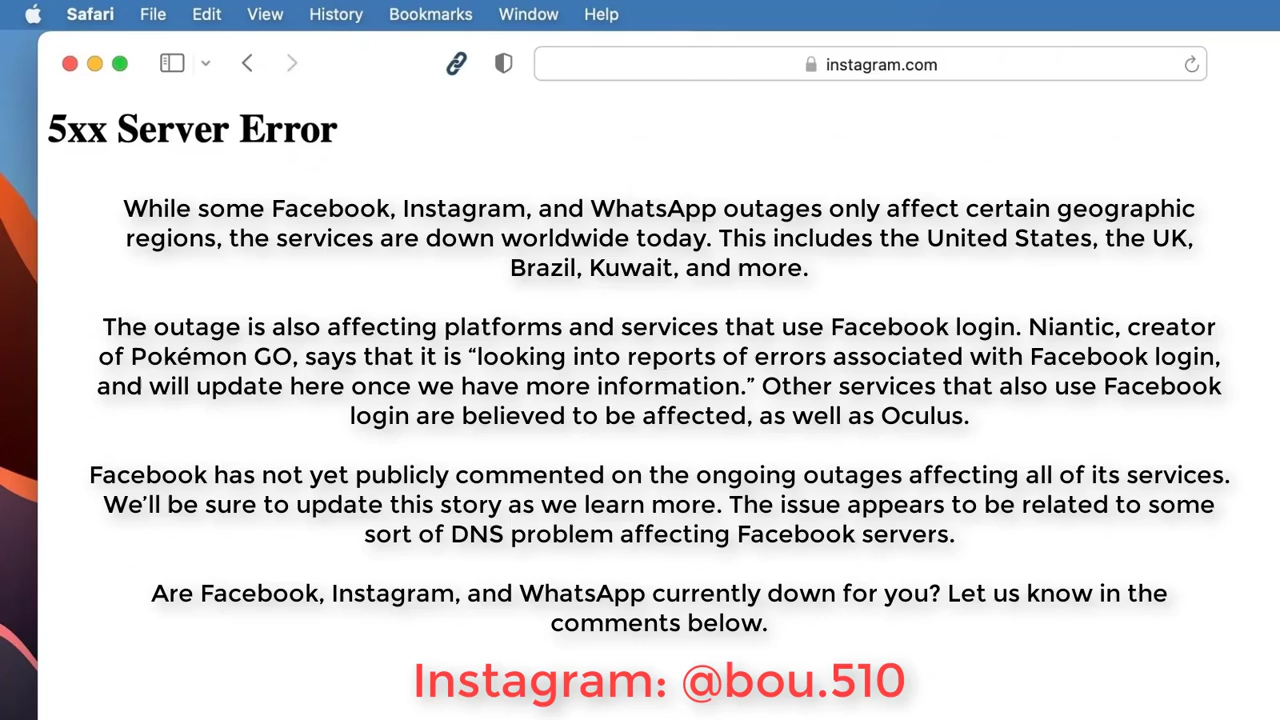 Safari File Edit View History Bookmarks Window Help
instagram.com
5xx Server Error
While some Facebook, Instagram, and WhatsApp outages only affect certain geographic
regions, the services are down worldwide today. This includes the United States, the UK,
Brazil, Kuwait, and more.
The outage is also affecting platforms and services that use Facebook login. Niantic, creator
of Pokémon GO, says that it is “looking into reports of errors associated with Facebook login,
and will update here once we have more information.” Other services that also use Facebook
login are believed to be affected, as well as Oculus.
Facebook has not yet publicly commented on the ongoing outages affecting all of its services.
We’ll be sure to update this story as we learn more. The issue appears to be related to some
sort of DNS problem affecting Facebook servers.
Are Facebook, Instagram, and WhatsApp currently down for you? Let us know in the
comments below.
Instagram: @bou.510